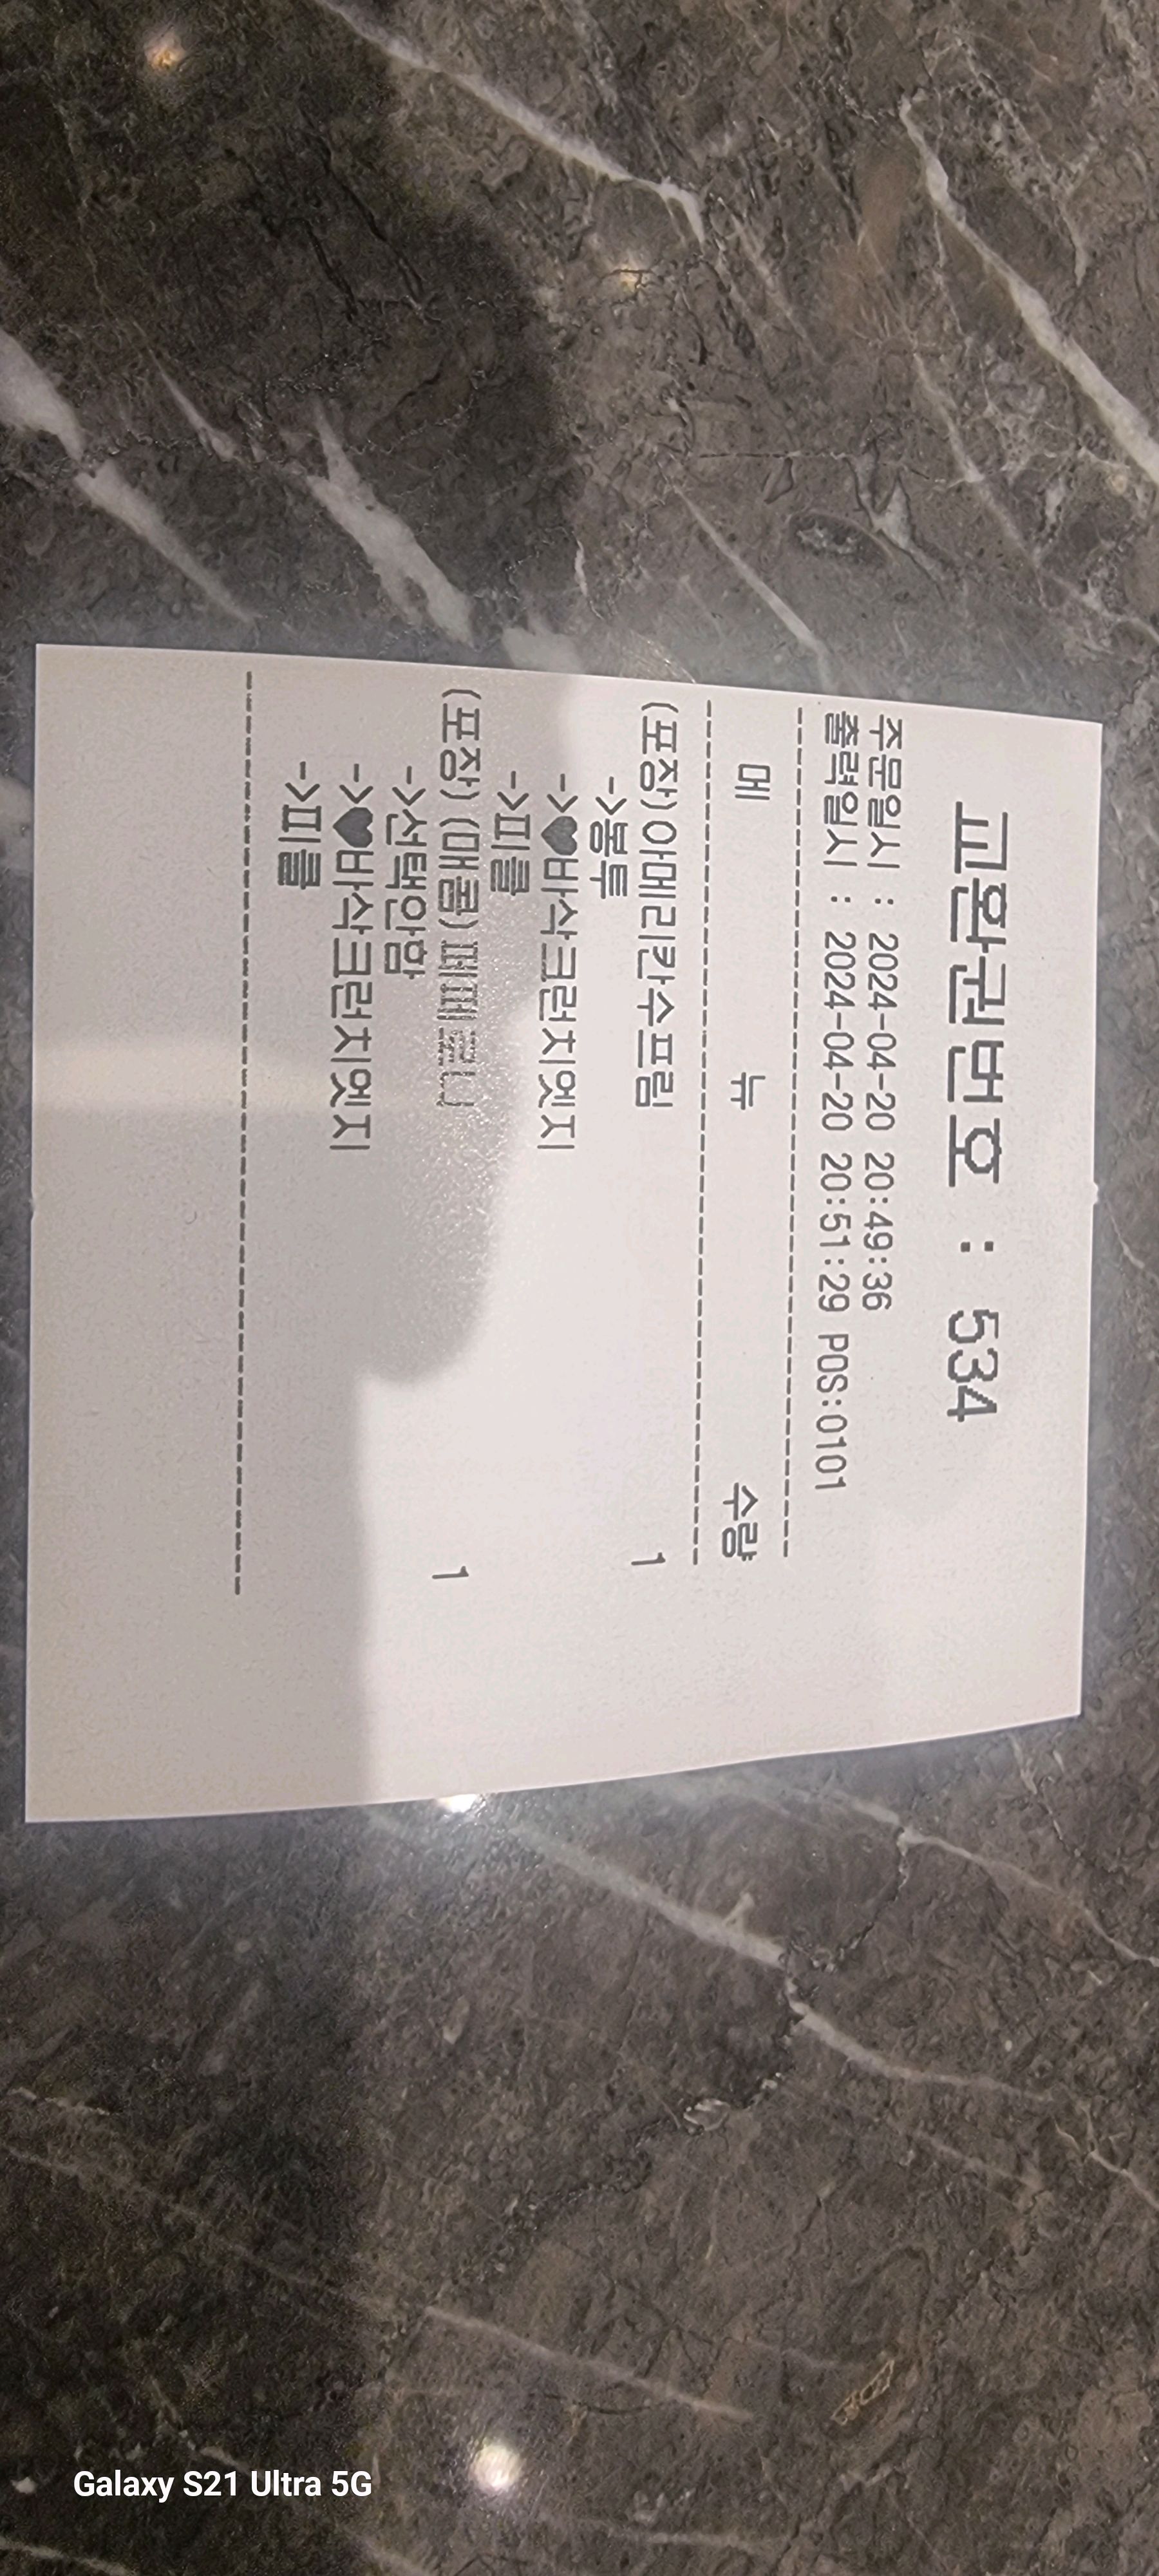 교환권번호 : 534
주문일시 : 2024-04-20 20:49:36
출력일시 : 2024-04-20 20:51:29 POS:0101
메 뉴 수량
(포장)아메리칸수프림 1
->봉투
->♥바삭크런치엣지
->피클
(포장)(매콤)페퍼로니 1
->선택안함
->♥바삭크런치엣지
->피클
Galaxy S21 Ultra 5G